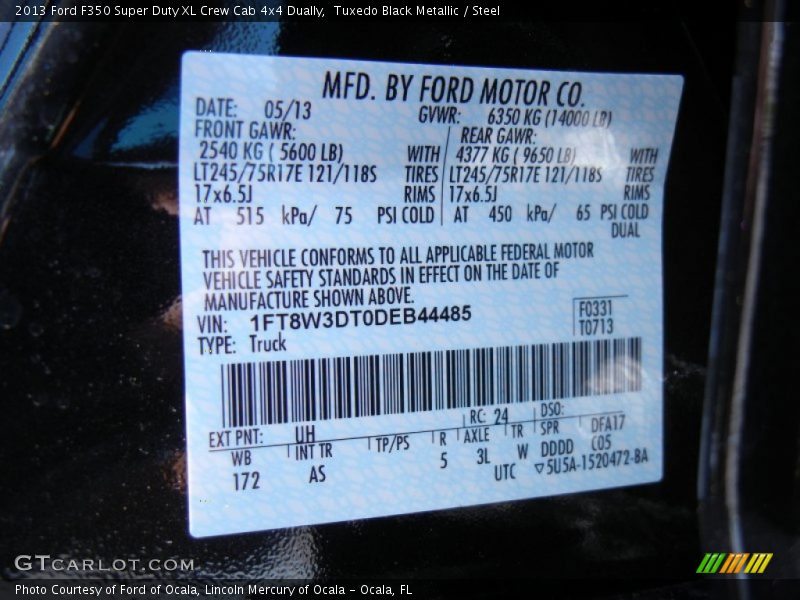 2013 Ford F350 Super Duty XL Crew Cab 4x4 Dually,  Tuxedo Black Metallic / Steel
MFD. BY FORD MOTOR CO.
DATE: 05/13 GVWR: 6350 KG (14000 LB)
FRONT GAWR: REAR GAWR:
2540 KG ( 5600 LB) WITH 4377 KG ( 9650 LB) WITH
LT245/75R17E 121/118S TIRES LT245/75R17E 121/118S TIRES
17x6.5J RIMS 17x6.5J RIMS
AT 515 kPa/ 75 PSI COLD AT 450 kPa/ 65 PSI COLD
DUAL
THIS VEHICLE CONFORMS TO ALL APPLICABLE FEDERAL MOTOR
VEHICLE SAFETY STANDARDS IN EFFECT ON THE DATE OF
MANUFACTURE SHOWN ABOVE.
VIN: 1FT8W3DT0DEB44485 F0331
TYPE: Truck T0713
EXT PNT: UH RC: 24 DSO:
WB INT TR TP/PS R AXLE TR SPR DFA17
172 AS 5 3L W DDDD C05
UTC ▽5U5A-1520472-BA
GTCARLOT.COM
Photo Courtesy of Ford of Ocala, Lincoln Mercury of Ocala - Ocala, FL